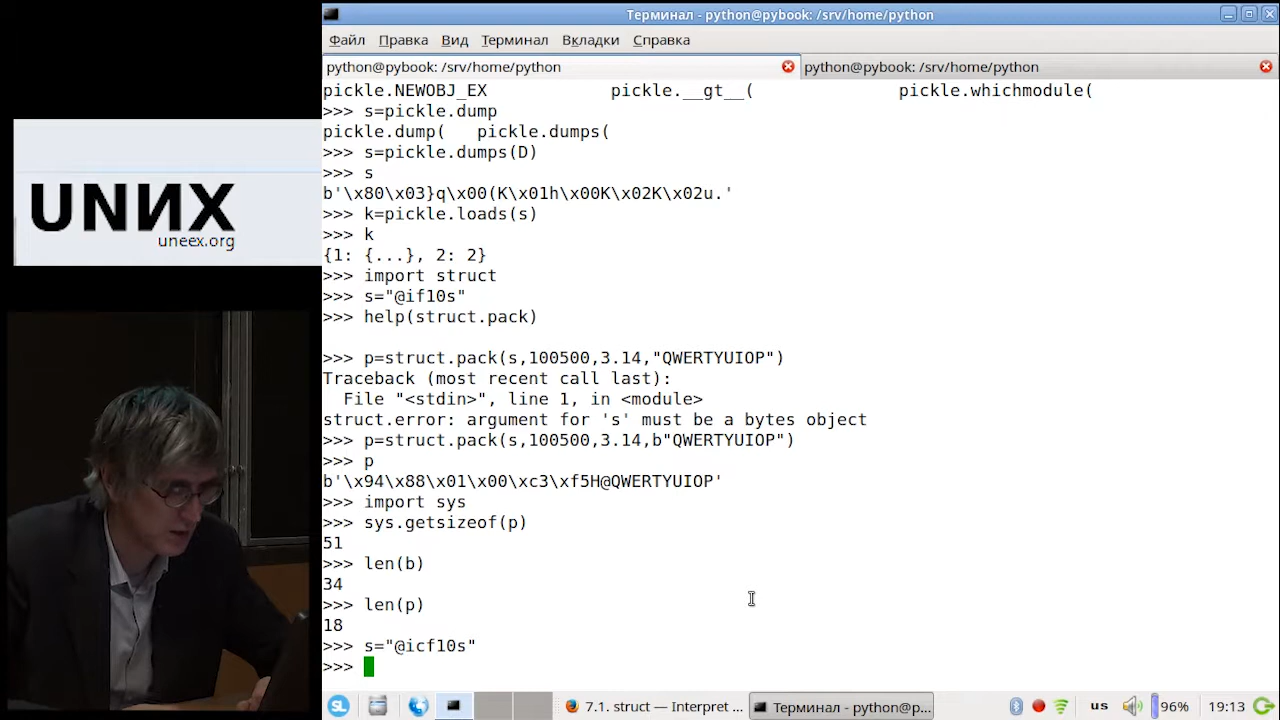 Терминал - python@pybook: /srv/home/python
Файл Правка Вид Терминал Вкладки Справка
python@pybook: /srv/home/python python@pybook: /srv/home/python
pickle.NEWOBJ_EX pickle.__gt__( pickle.whichmodule(
>>> s=pickle.dump
pickle.dump( pickle.dumps(
>>> s=pickle.dumps(D)
>>> s
b'\x80\x03}q\x00(K\x01h\x00K\x02K\x02u.'
>>> k=pickle.loads(s)
>>> k
{1: {...}, 2: 2}
>>> import struct
>>> s="@if10s"
>>> help(struct.pack)
>>> p=struct.pack(s,100500,3.14,"QWERTYUIOP")
Traceback (most recent call last):
File "<stdin>", line 1, in <module>
struct.error: argument for 's' must be a bytes object
>>> p=struct.pack(s,100500,3.14,b"QWERTYUIOP")
>>> p
b'\x94\x88\x01\x00\xc3\xf5H@QWERTYUIOP'
>>> import sys
>>> sys.getsizeof(p)
51
>>> len(b)
34
>>> len(p)
18
>>> s="@icf10s"
>>>
UNИX
uneex.org
SL 7.1. struct — Interpret ... Терминал - python@p... us 96% 19:13